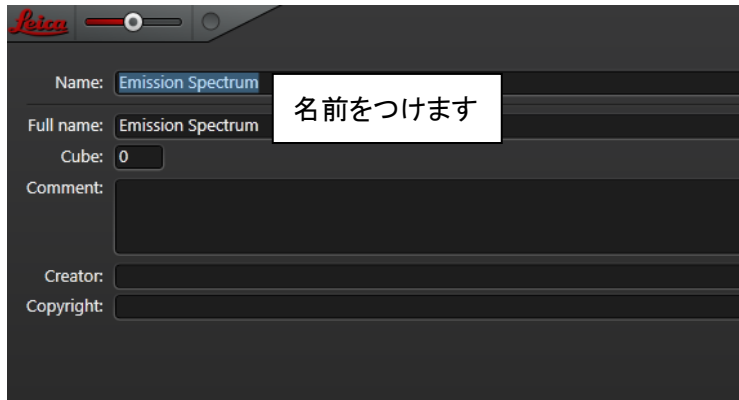 Leica
Name: Emission Spectrum
名前をつけます
Full name: Emission Spectrum
Cube: 0
Comment:
Creator:
Copyright: